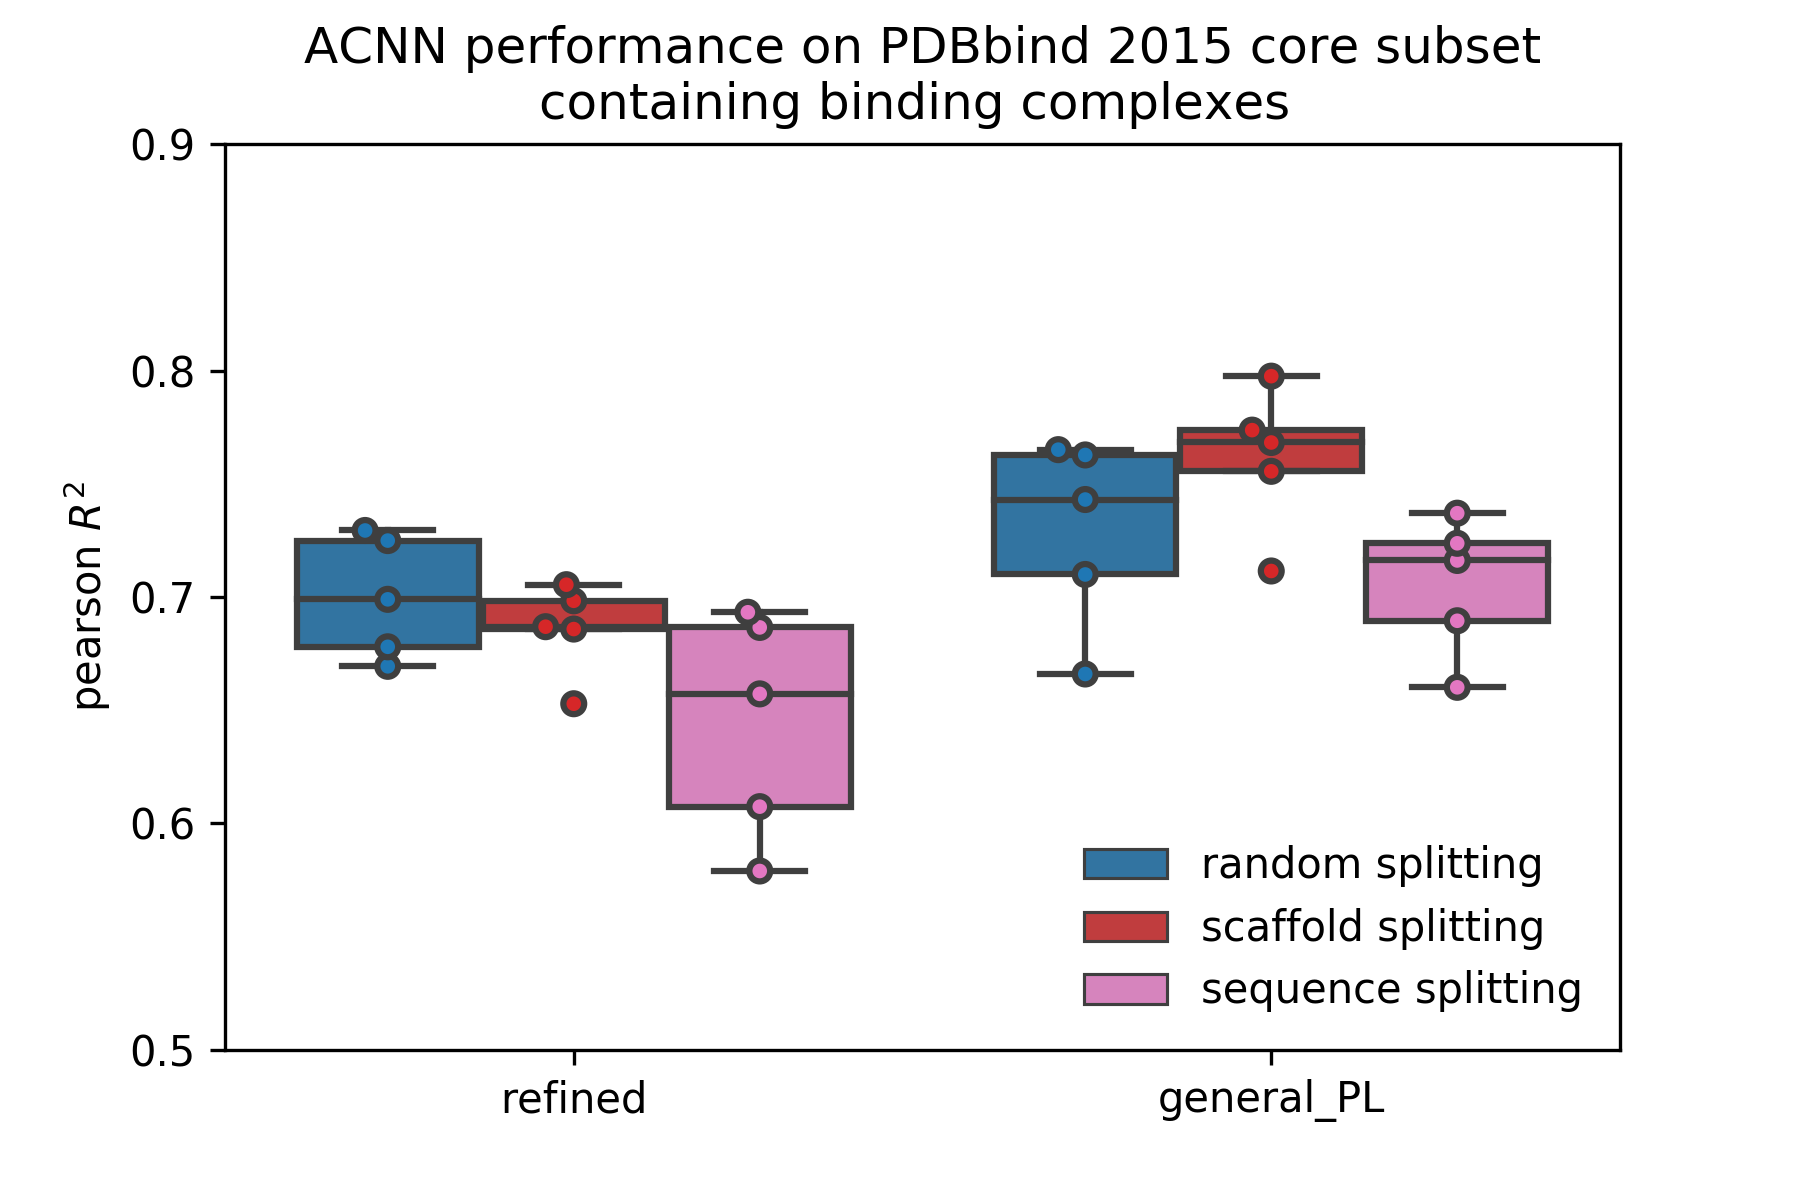 ACNN performance on PDBbind 2015 core subset
containing binding complexes
0.9
0.8
0.7
0.6
0.5
pearson R²
refined
general_PL
random splitting
scaffold splitting
sequence splitting